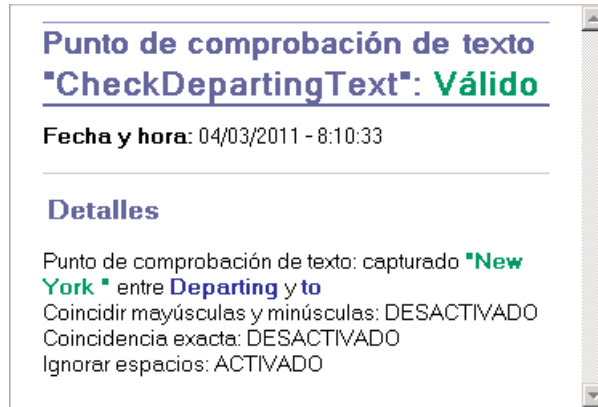 Punto de comprobación de texto
"CheckDepartingText": Válido
Fecha y hora: 04/03/2011 - 8:10:33
Detalles
Punto de comprobación de texto: capturado "New
York " entre Departing y to
Coincidir mayúsculas y minúsculas: DESACTIVADO
Coincidencia exacta: DESACTIVADO
Ignorar espacios: ACTIVADO